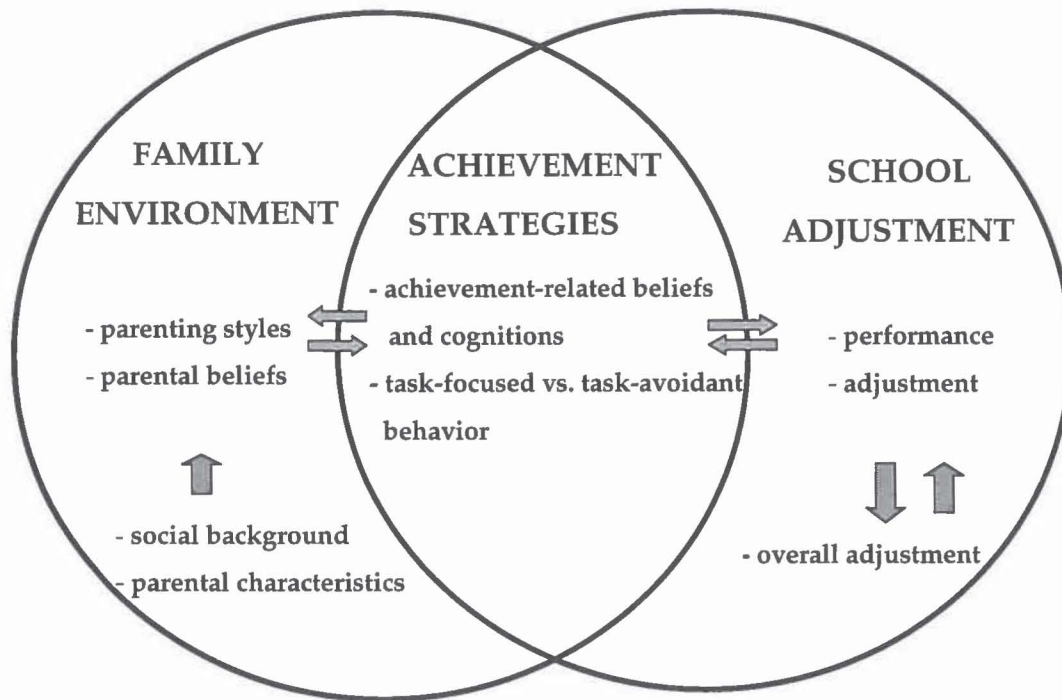 FAMILY
ENVIRONMENT
- parenting styles
- parental beliefs
- social background
- parental characteristics
ACHIEVEMENT
STRATEGIES
- achievement-related beliefs
and cognitions
- task-focused vs. task-avoidant
behavior
SCHOOL
ADJUSTMENT
- performance
- adjustment
- overall adjustment